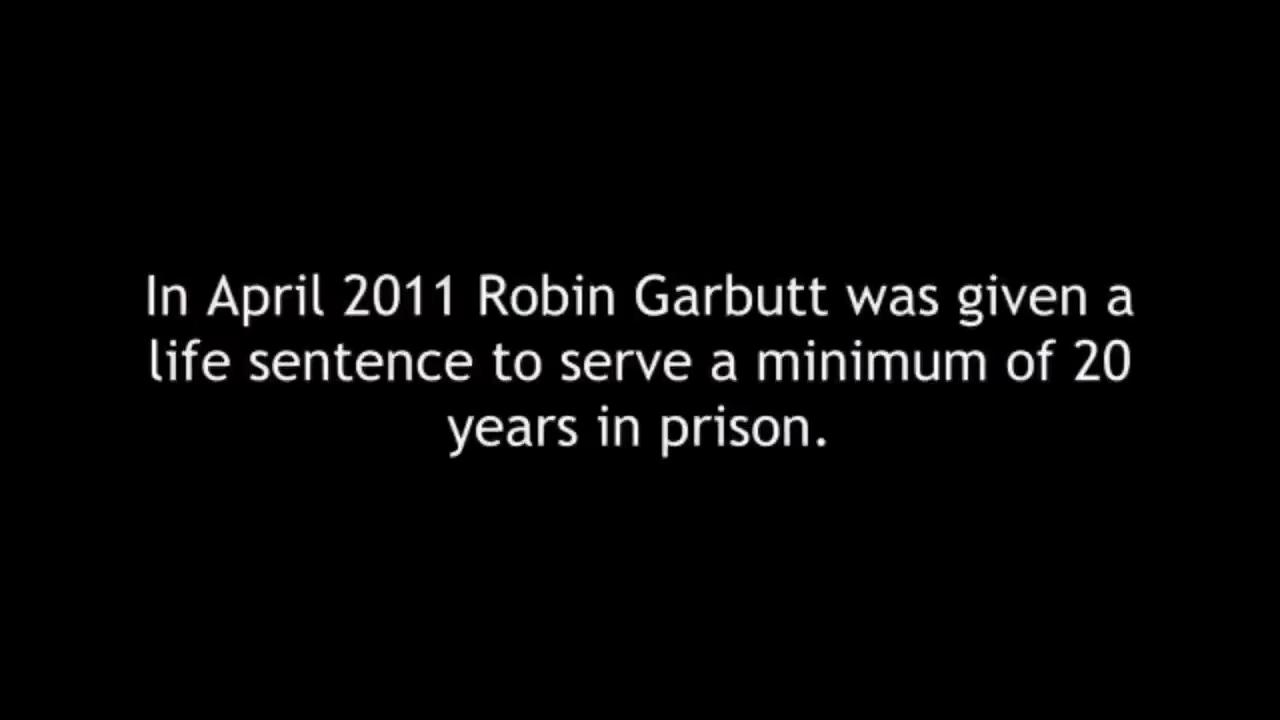 In April 2011 Robin Garbutt was given a
life sentence to serve a minimum of 20
years in prison.